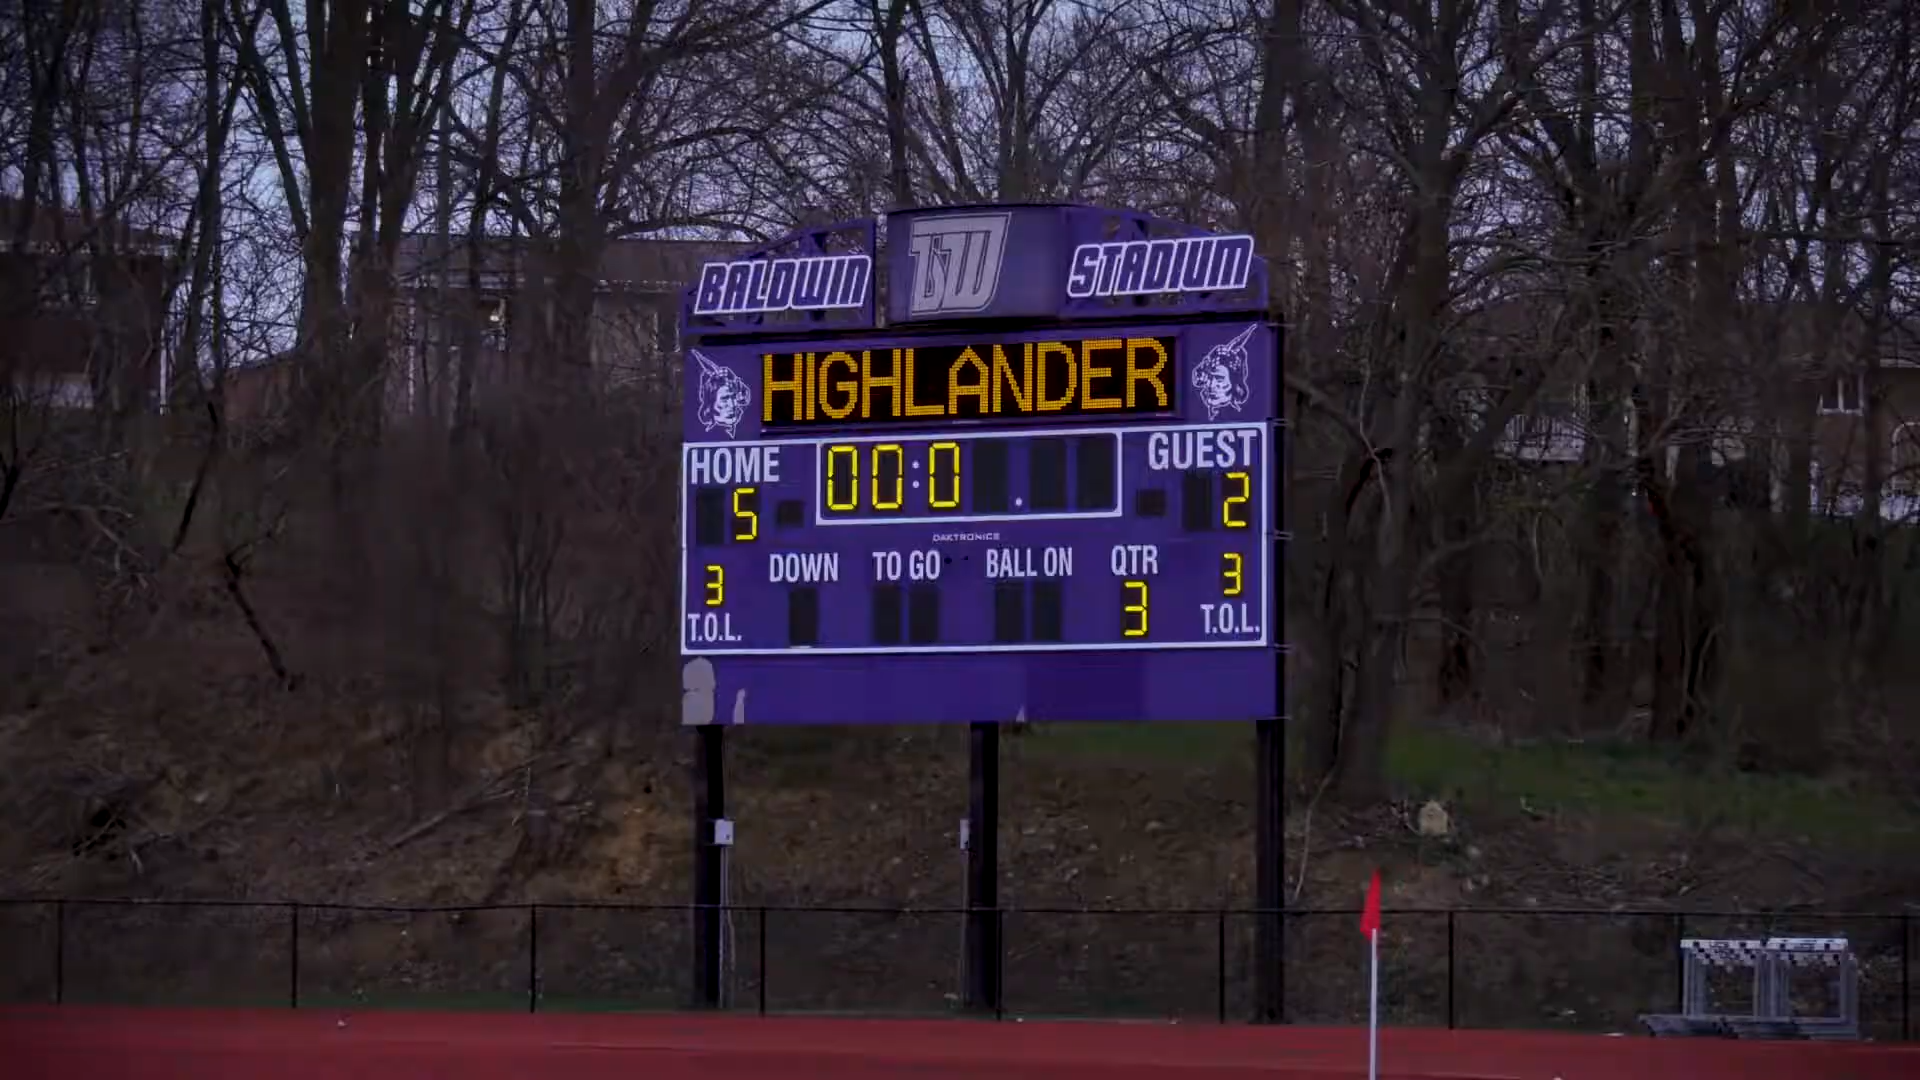 BALDWIN BW STADIUM
HIGHLANDER
HOME 00:0 . GUEST
5 2
DAKTRONICS
DOWN TO GO BALL ON QTR
3 3 3
T.O.L. T.O.L.